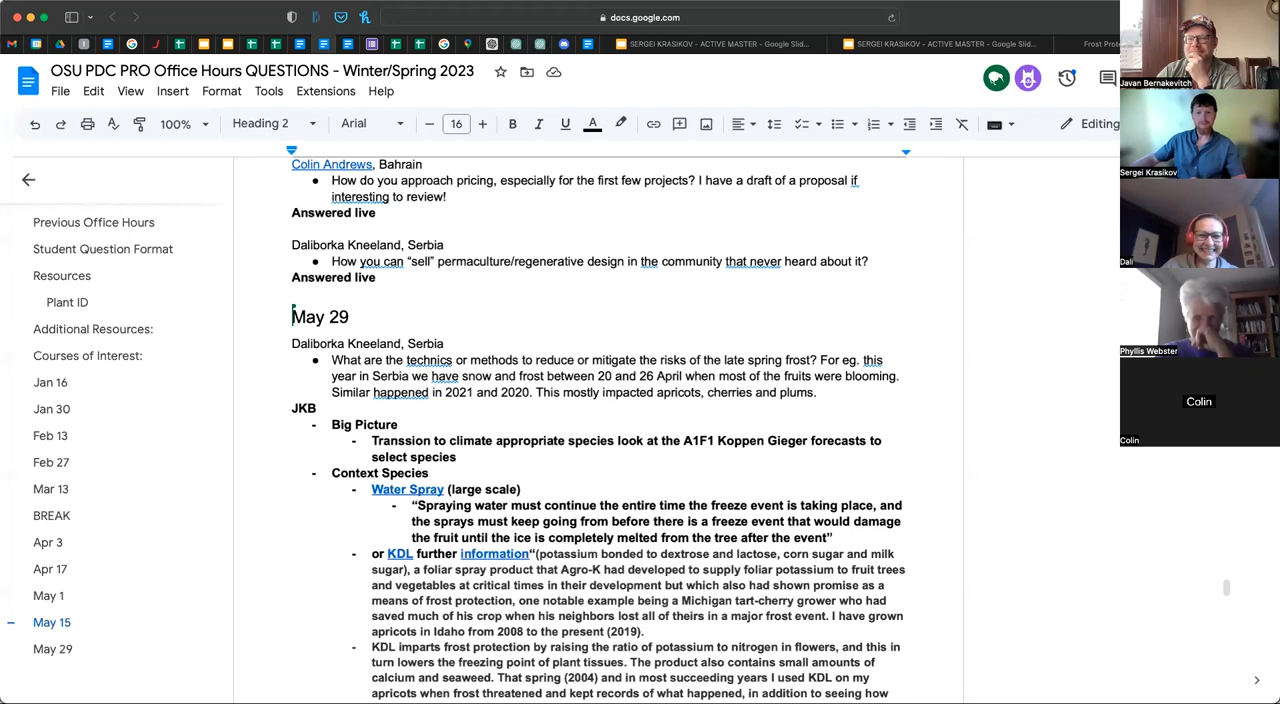 docs.google.com
SERGEI KRASIKOV - ACTIVE MASTER - Google Slid...
SERGEI KRASIKOV - ACTIVE MASTER - Google Slid...
Frost Prote
OSU PDC PRO Office Hours QUESTIONS - Winter/Spring 2023
File Edit View Insert Format Tools Extensions Help
100% Heading 2 Arial 16 B I U A Editing
Previous Office Hours
Student Question Format
Resources
Plant ID
Additional Resources:
Courses of Interest:
Jan 16
Jan 30
Feb 13
Feb 27
Mar 13
BREAK
Apr 3
Apr 17
May 1
May 15
May 29
Colin Andrews, Bahrain
● How do you approach pricing, especially for the first few projects? I have a draft of a proposal if
interesting to review!
Answered live
Daliborka Kneeland, Serbia
● How you can “sell” permaculture/regenerative design in the community that never heard about it?
Answered live
May 29
Daliborka Kneeland, Serbia
● What are the technics or methods to reduce or mitigate the risks of the late spring frost? For eg. this
year in Serbia we have snow and frost between 20 and 26 April when most of the fruits were blooming.
Similar happened in 2021 and 2020. This mostly impacted apricots, cherries and plums.
JKB
- Big Picture
- Transsion to climate appropriate species look at the A1F1 Koppen Gieger forecasts to
select species
- Context Species
- Water Spray (large scale)
- “Spraying water must continue the entire time the freeze event is taking place, and
the sprays must keep going from before there is a freeze event that would damage
the fruit until the ice is completely melted from the tree after the event”
- or KDL further information“(potassium bonded to dextrose and lactose, corn sugar and milk
sugar), a foliar spray product that Agro-K had developed to supply foliar potassium to fruit trees
and vegetables at critical times in their development but which also had shown promise as a
means of frost protection, one notable example being a Michigan tart-cherry grower who had
saved much of his crop when his neighbors lost all of theirs in a major frost event. I have grown
apricots in Idaho from 2008 to the present (2019).
- KDL imparts frost protection by raising the ratio of potassium to nitrogen in flowers, and this in
turn lowers the freezing point of plant tissues. The product also contains small amounts of
calcium and seaweed. That spring (2004) and in most succeeding years I used KDL on my
apricots when frost threatened and kept records of what happened, in addition to seeing how
Javan Bernakevitch
Sergei Krasikov
Dali
Phyllis Webster
Colin
Colin